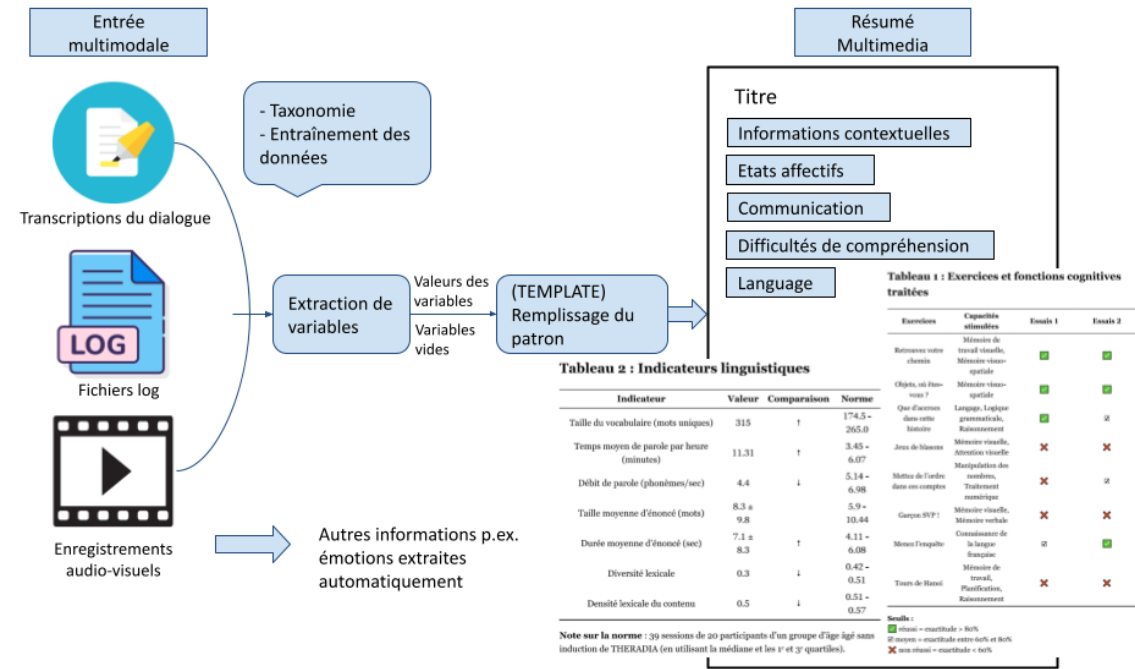 Entrée
multimodale
Résumé
Multimedia
- Taxonomie
- Entraînement des
données
Transcriptions du dialogue
LOG
Fichiers log
Enregistrements
audio-visuels
Extraction de
variables
Valeurs des
variables
Variables
vides
(TEMPLATE)
Remplissage du
patron
Autres informations p.ex.
émotions extraites
automatiquement
Titre
Informations contextuelles
Etats affectifs
Communication
Difficultés de compréhension
Language
Tableau 1 : Exercices et fonctions cognitives
traitées
Exercices Capacités stimulées Essais 1 Essais 2
Retrouvez votre chemin Mémoire de travail visuelle, Mémoire visuo-spatiale ✅ ✅
Objets, où êtes-vous ? Mémoire visuo-spatiale ✅ ✅
Que d'accrocs dans cette histoire Langage, Logique grammaticale, Raisonnement ✅ ☑
Jeux de blasons Mémoire visuelle, Attention visuelle ❌ ❌
Mettez de l'ordre dans ces comptes Manipulation des nombres, Traitement numérique ❌ ☑
Garçon SVP ! Mémoire visuelle, Mémoire verbale ❌ ❌
Menez l'enquête Connaissance de la langue française ☑ ✅
Tours de Hanoï Mémoire de travail, Planification, Raisonnement ❌ ❌
Seuils :
✅ réussi = exactitude > 80%
☑ moyen = exactitude entre 60% et 80%
❌ non réussi = exactitude < 60%
Tableau 2 : Indicateurs linguistiques
Indicateur Valeur Comparaison Norme
Taille du vocabulaire (mots uniques) 315 ↑ 174.5 - 265.0
Temps moyen de parole par heure (minutes) 11.31 ↑ 3.45 - 6.07
Débit de parole (phonèmes/sec) 4.4 ↓ 5.14 - 6.98
Taille moyenne d'énoncé (mots) 8.3 ± 9.8 5.9 - 10.44
Durée moyenne d'énoncé (sec) 7.1 ± 8.3 ↑ 4.11 - 6.08
Diversité lexicale 0.3 ↓ 0.42 - 0.51
Densité lexicale du contenu 0.5 ↓ 0.51 - 0.57
Note sur la norme : 39 sessions de 20 participants d'un groupe d'âge âgé sans
induction de THERADIA (en utilisant la médiane et les 1ʳ et 3ᵉ quartiles).